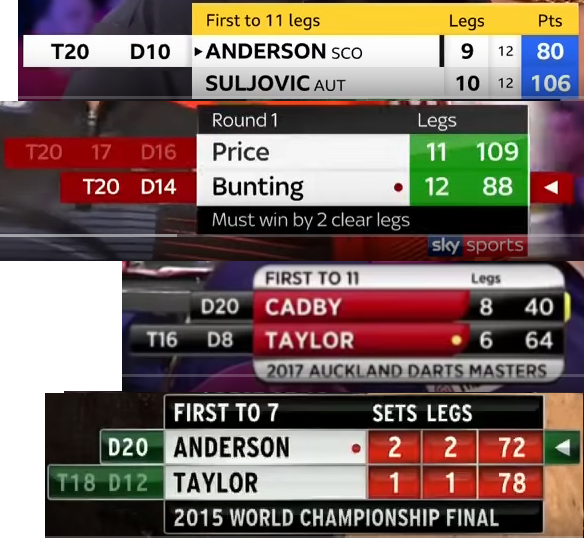 First to 11 legs Legs Pts
T20 D10 ANDERSON SCO 9 12 80
SULJOVIC AUT 10 12 106
Round 1 Legs
T20 17 D16 Price 11 109
T20 D14 Bunting 12 88
Must win by 2 clear legs
sky sports
FIRST TO 11 Legs
D20 CADBY 8 40
T16 D8 TAYLOR 6 64
2017 AUCKLAND DARTS MASTERS
FIRST TO 7 SETS LEGS
D20 ANDERSON 2 2 72
T18 D12 TAYLOR 1 1 78
2015 WORLD CHAMPIONSHIP FINAL